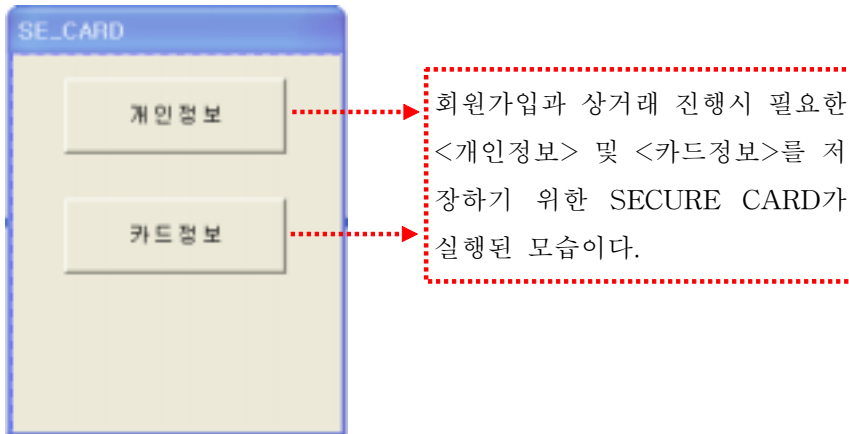 SE_CARD
개인정보
카드정보
회원가입과 상거래 진행시 필요한
<개인정보> 및 <카드정보>를 저
장하기 위한 SECURE CARD가
실행된 모습이다.